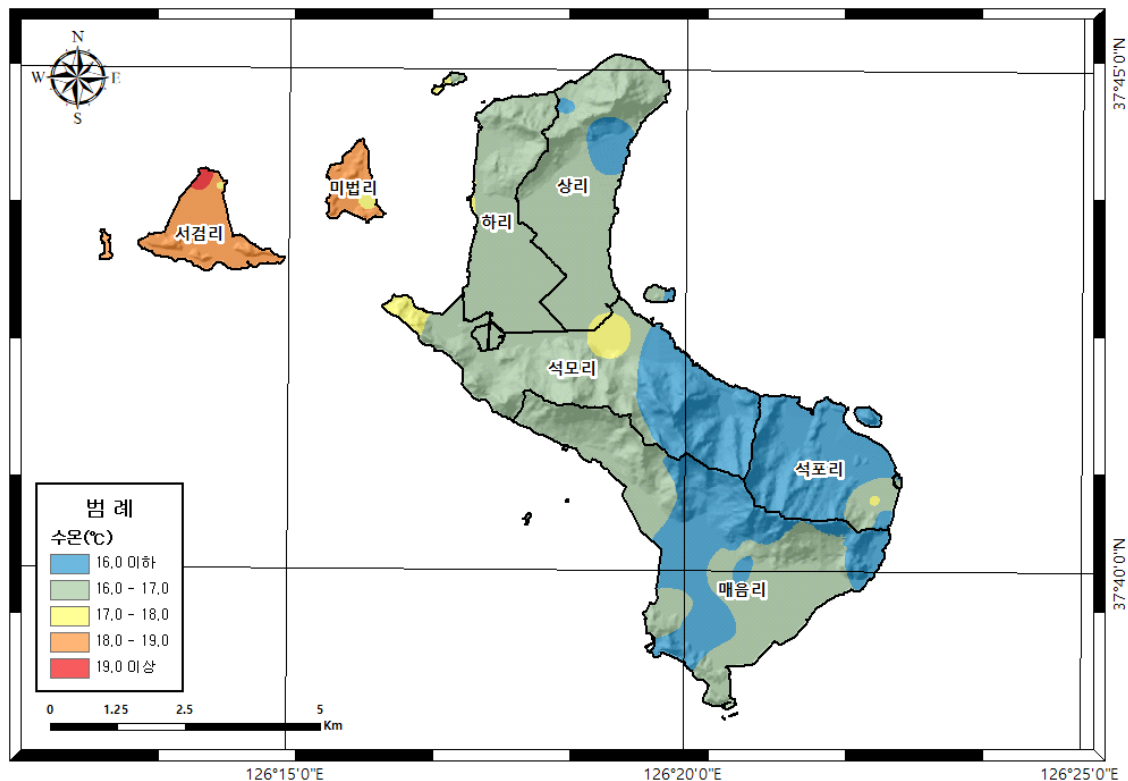 N
W E
S
37°45'0"N
미법리
상리
서검리
하리
석모리
석포리
매음리
37°40'0"N
범 례
수온(℃)
16.0 이하
16.0 - 17.0
17.0 - 18.0
18.0 - 19.0
19.0 이상
0 1.25 2.5 5
Km
126°15'0"E 126°20'0"E 126°25'0"E